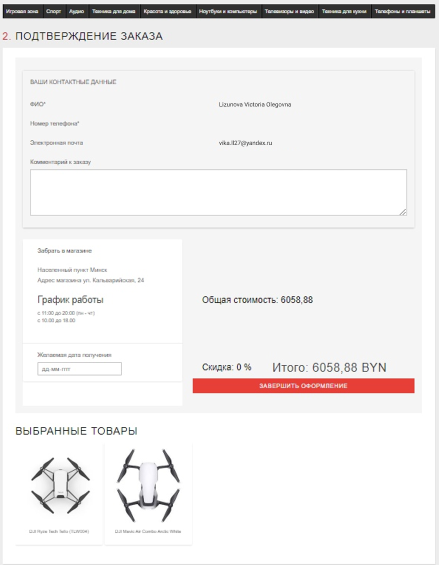 Игровая зона Спорт Аудио Техника для дома Красота и здоровье Ноутбуки и компьютеры Телевизоры и видео Техника для кухни Телефоны и планшеты
2. ПОДТВЕРЖДЕНИЕ ЗАКАЗА
ВАШИ КОНТАКТНЫЕ ДАННЫЕ
ФИО* Lizunova Victoria Olegovna
Номер телефона*
Электронная почта vika.ll27@yandex.ru
Комментарий к заказу
Забрать в магазине
Населенный пункт Минск
Адрес магазина ул. Кальварийская, 24
График работы
с 11.00 до 20.00 (пн - чт)
с 10.00 до 18.00
Общая стоимость: 6058,88
Желаемая дата получения
дд.мм.гггг
Скидка: 0 % Итого: 6058,88 BYN
ЗАВЕРШИТЬ ОФОРМЛЕНИЕ
ВЫБРАННЫЕ ТОВАРЫ
DJI Ryze Tech Tello (TLW004)
DJI Mavic Air Combo Arctic White